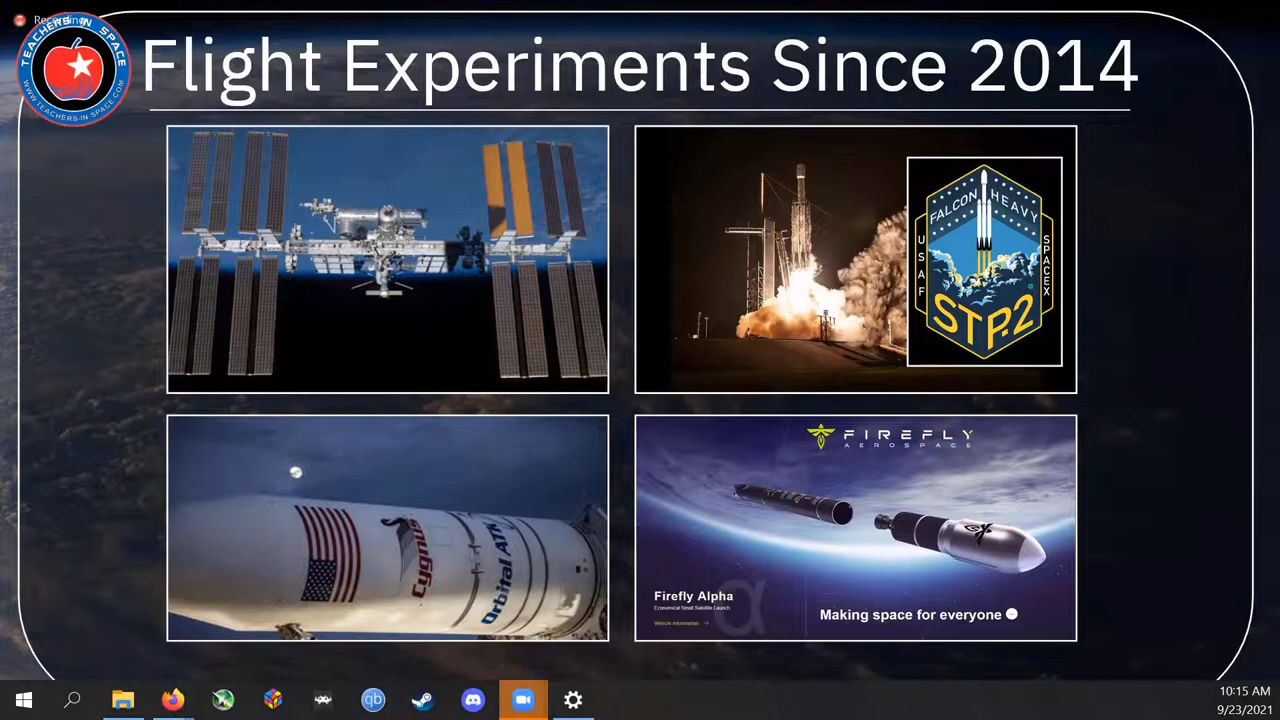 Recording
TEACHERS IN SPACE
WWW.TEACHERS-IN-SPACE.COM
Flight Experiments Since 2014
FALCON HEAVY
USAF
SPACEX
STP-2
Cygnus
Orbital ATK
FIREFLY
AEROSPACE
Firefly Alpha
Economical Small Satellite Launch
Vehicle information
α
Making space for everyone
qb
10:15 AM
9/23/2021